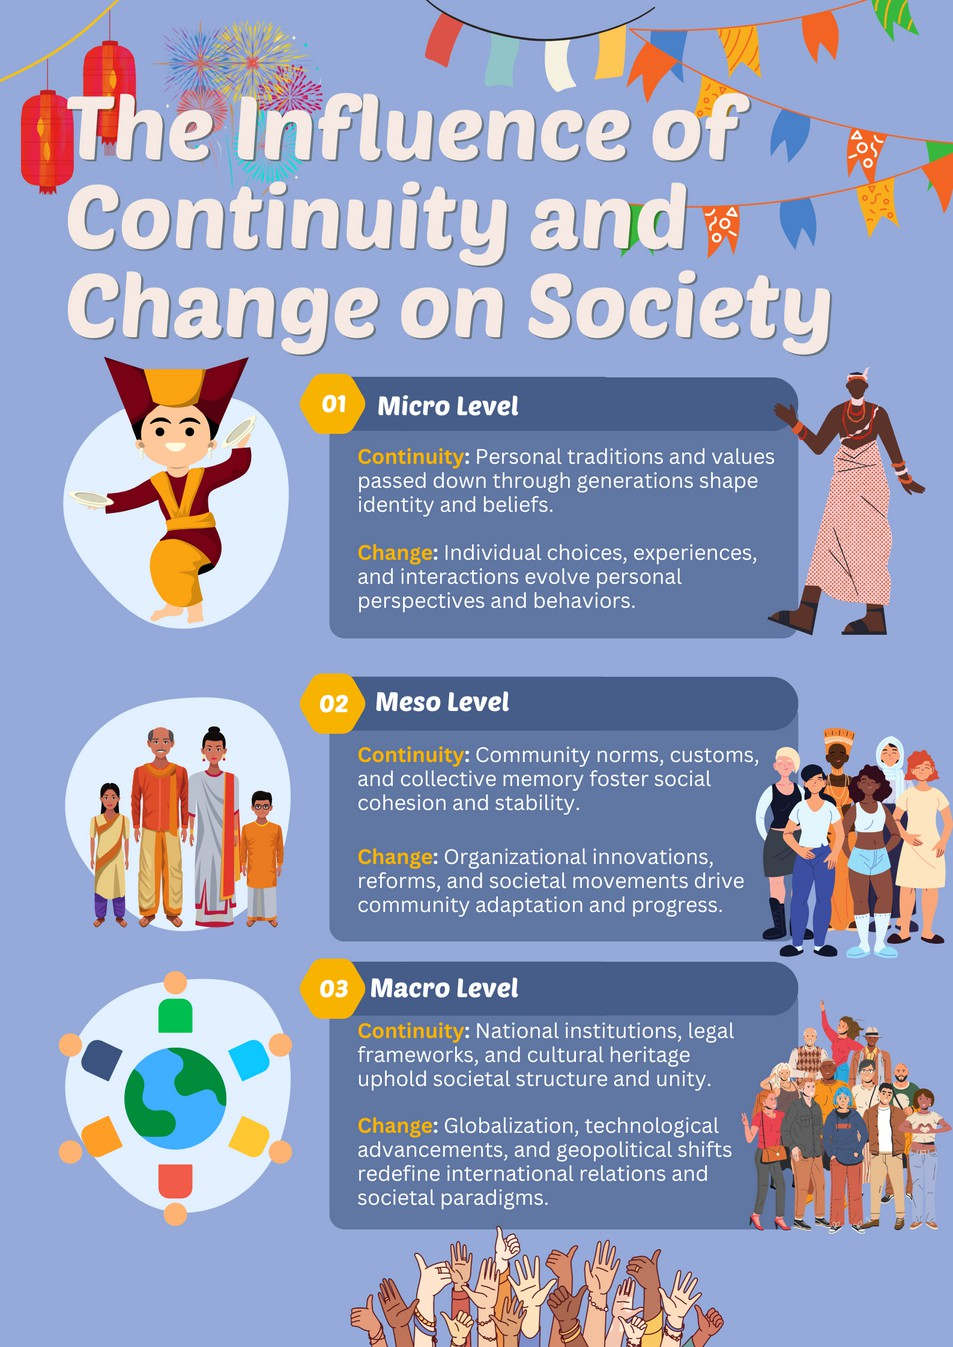 The Influence of
Continuity and
Change on Society
01 Micro Level
Continuity: Personal traditions and values
passed down through generations shape
identity and beliefs.
Change: Individual choices, experiences,
and interactions evolve personal
perspectives and behaviors.
02 Meso Level
Continuity: Community norms, customs,
and collective memory foster social
cohesion and stability.
Change: Organizational innovations,
reforms, and societal movements drive
community adaptation and progress.
03 Macro Level
Continuity: National institutions, legal
frameworks, and cultural heritage
uphold societal structure and unity.
Change: Globalization, technological
advancements, and geopolitical shifts
redefine international relations and
societal paradigms.